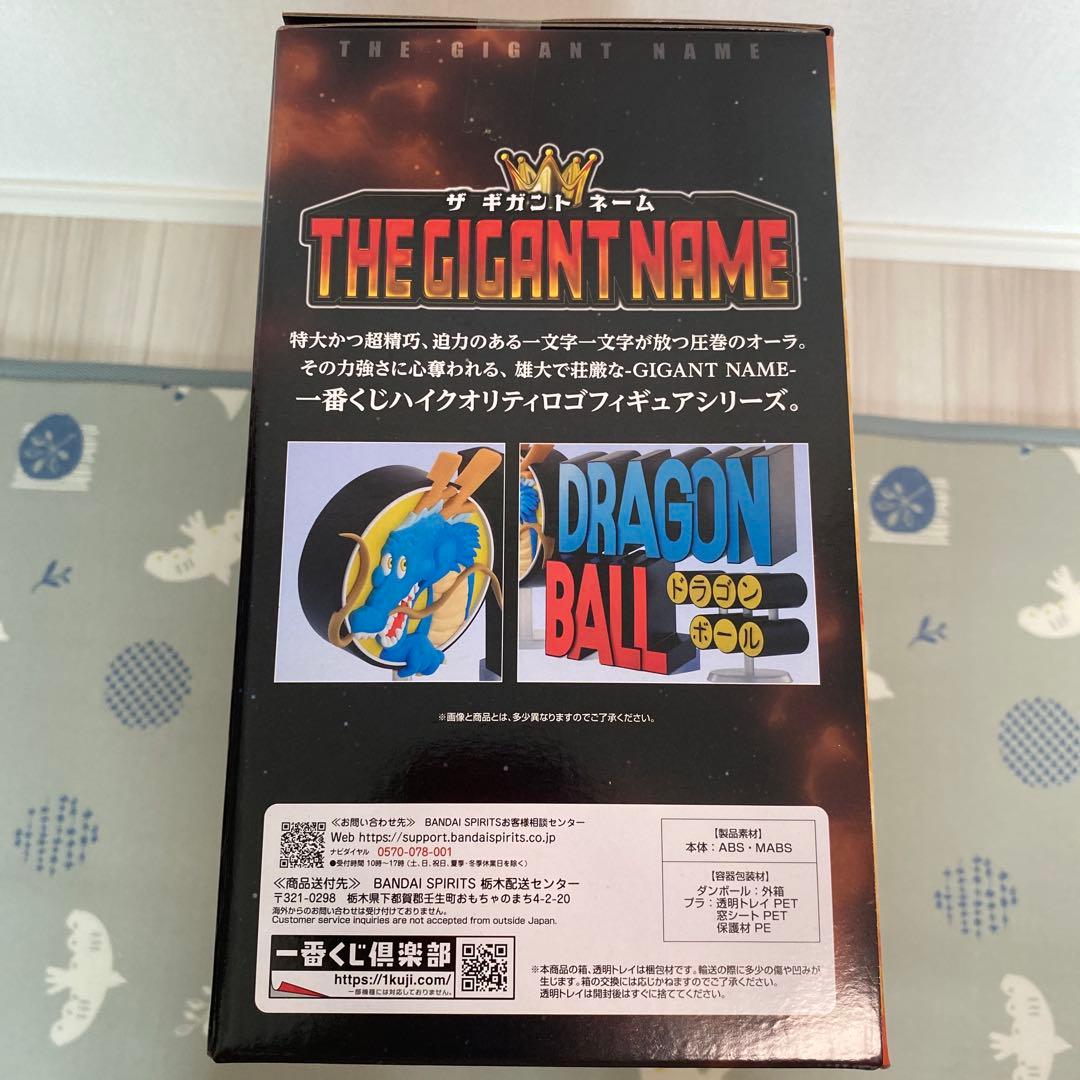 THE GIGANT NAME
ザ ギガント ネーム
THE GIGANT NAME
特大かつ超精巧、迫力のある一文字一文字が放つ圧巻のオーラ。
その力強さに心奪われる、雄大で荘厳な-GIGANT NAME-
一番くじハイクオリティロゴフィギュアシリーズ。
DRAGON
BALL
ドラゴン
ボール
※画像と商品とは、多少異なりますのでご了承ください。
≪お問い合わせ先≫ BANDAI SPIRITSお客様相談センター
Web https://support.bandaispirits.co.jp
ナビダイヤル 0570-078-001
●受付時間 10時～17時 (土、日、祝日、夏季・冬季休業日を除く)
≪商品送付先≫ BANDAI SPIRITS 栃木配送センター
〒321-0298 栃木県下都賀郡壬生町おもちゃのまち4-2-20
海外からのお問い合わせは受け付けておりません。
Customer service inquiries are not accepted from outside Japan.
一番くじ倶楽部
https://1kuji.com/
一部機種には対応しておりません。
【製品素材】
本体：ABS・MABS
【容器包装材】
ダンボール：外箱
プラ：透明トレイ PET
窓シート PET
保護材 PE
※本商品の箱、透明トレイは梱包材です。輸送の際に多少の傷や凹みが
生じます。箱の交換には応じかねますのでご了承ください。
透明トレイは開封後はすぐに捨ててください。